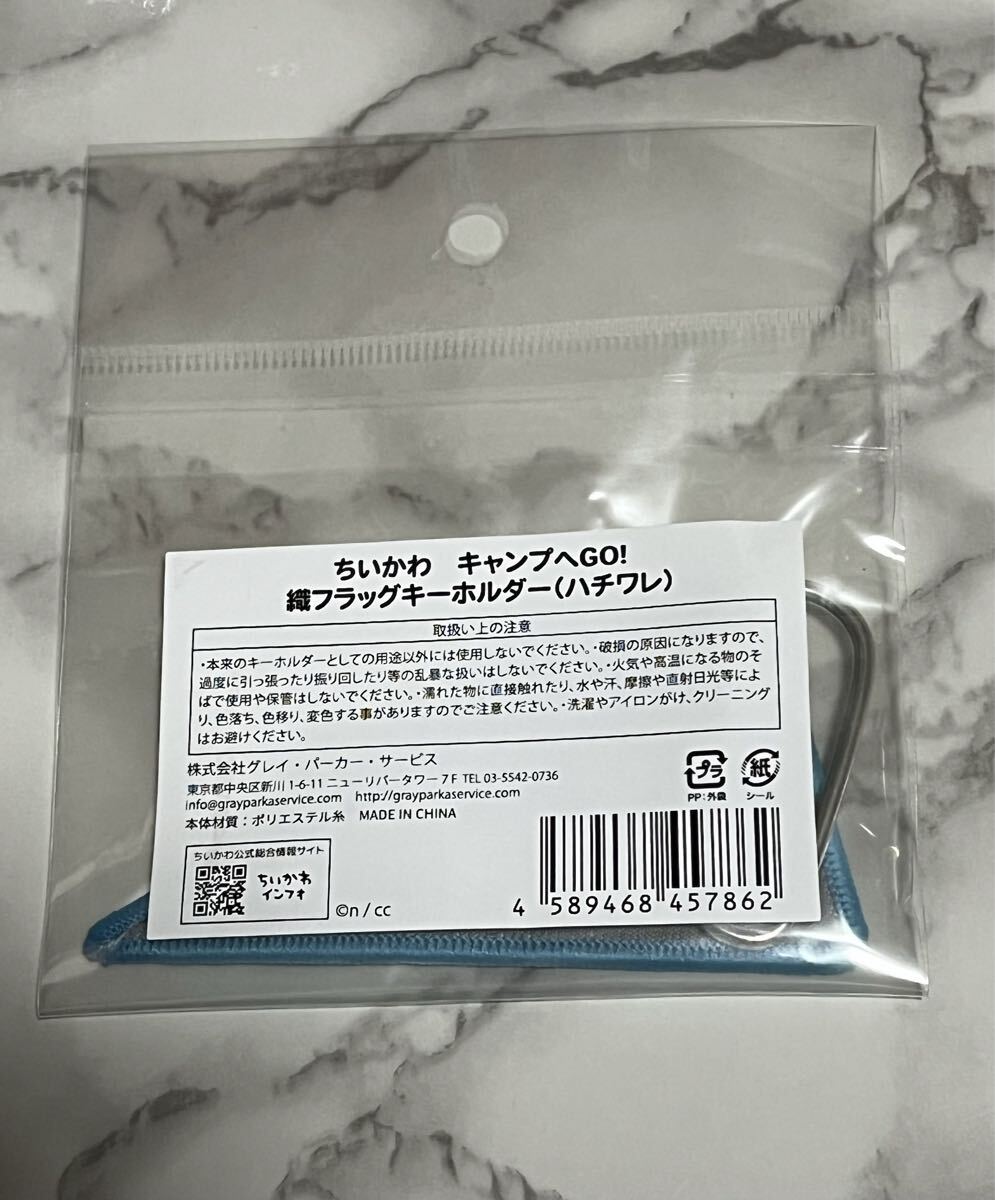 ちいかわ　キャンプへGO!
織フラッグキーホルダー（ハチワレ）
取扱い上の注意
・本来のキーホルダーとしての用途以外には使用しないでください。・破損の原因になりますので、
過度に引っ張ったり振り回したり等の乱暴な扱いはしないでください。・火気や高温になる物のそ
ばで使用や保管はしないでください。・濡れた物に直接触れたり、水や汗、摩擦や直射日光等によ
り、色落ち、色移り、変色する事がありますのでご注意ください。・洗濯やアイロンがけ、クリーニング
はお避けください。
株式会社グレイ・パーカー・サービス
東京都中央区新川 1-6-11 ニューリバータワー 7F TEL 03-5542-0736
info@grayparkaservice.com　http://grayparkaservice.com
本体材質：ポリエステル糸　MADE IN CHINA
プラ
PP：外袋
紙
シール
ちいかわ公式総合情報サイト
ちいかわ
インフォ
©n / cc
4 589468 457862